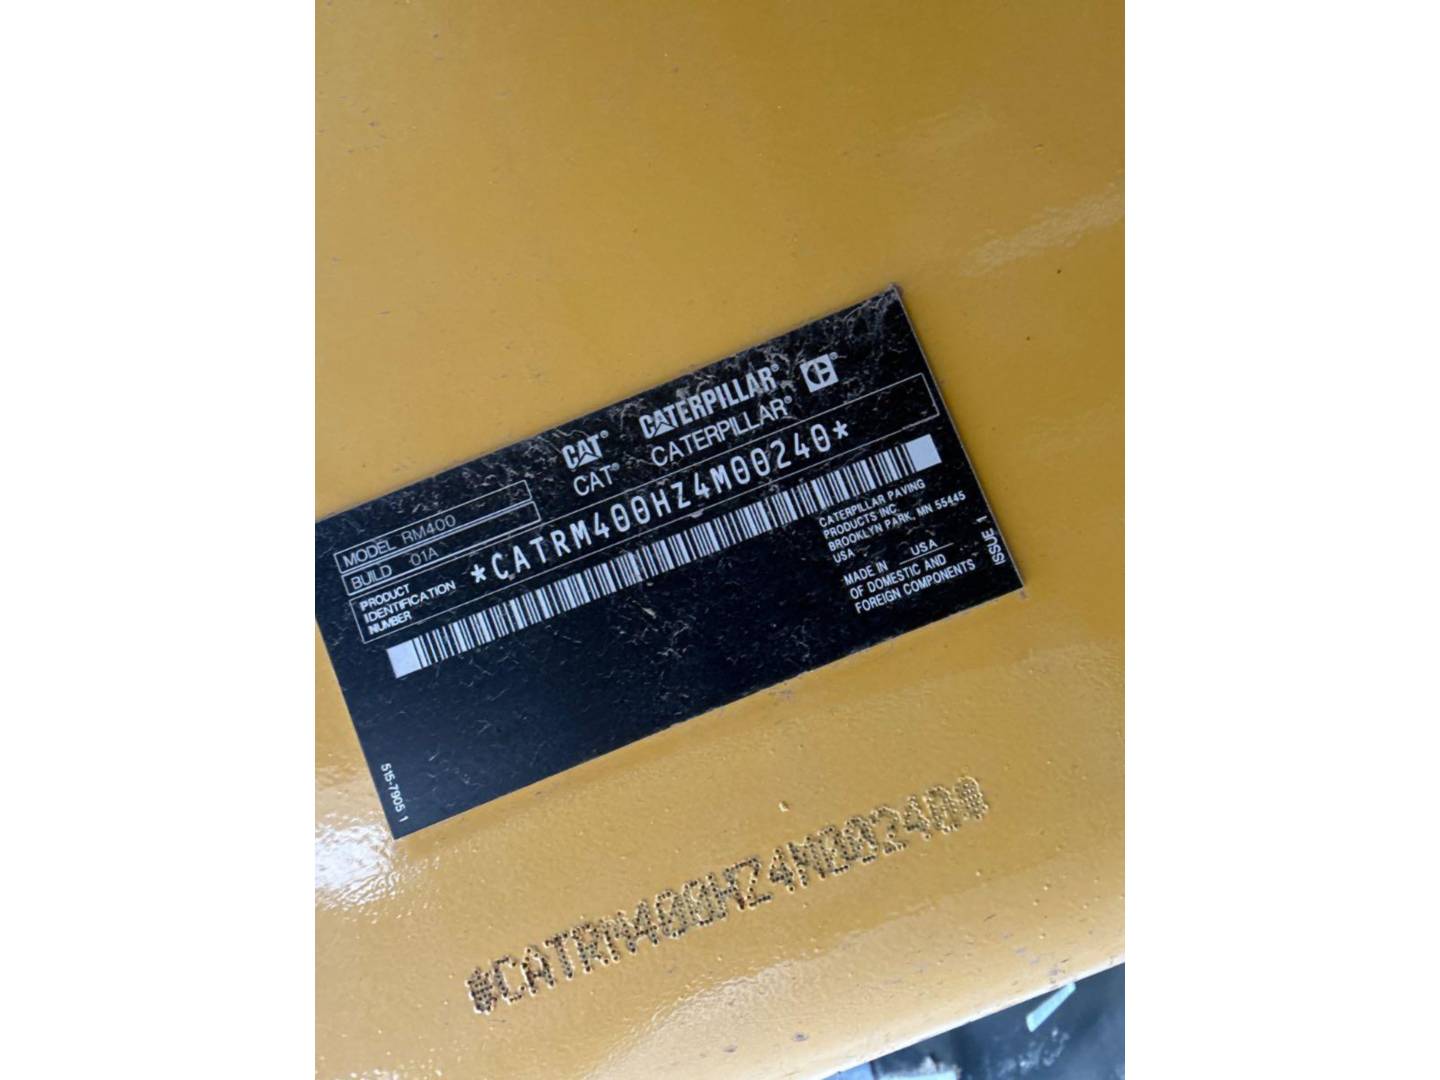 CAT® CATERPILLAR®
CAT® CATERPILLAR®
MODEL RM400
BUILD 01A
PRODUCT
IDENTIFICATION
NUMBER
*CATRM400HZ4M00240*
CATERPILLAR PAVING
PRODUCTS INC.
BROOKLYN PARK, MN 55445
USA
MADE IN USA
OF DOMESTIC AND
FOREIGN COMPONENTS
ISSUE 1
515-7905 1
*CATRM400HZ4M00240*